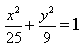 x²/25 + y²/9 = 1